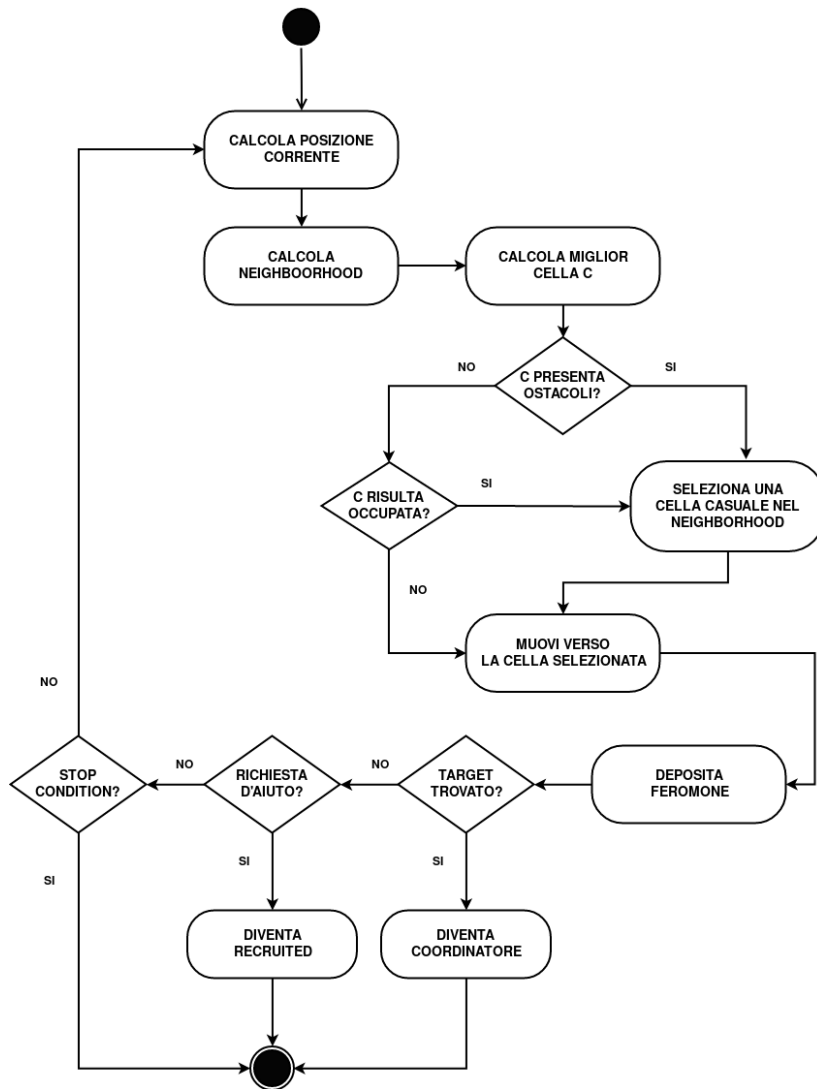 CALCOLA POSIZIONE
CORRENTE
CALCOLA
NEIGHBOORHOOD
CALCOLA MIGLIOR
CELLA C
NO
C PRESENTA
OSTACOLI?
SI
C RISULTA
OCCUPATA?
SI
SELEZIONA UNA
CELLA CASUALE NEL
NEIGHBORHOOD
NO
MUOVI VERSO
LA CELLA SELEZIONATA
NO
STOP
CONDITION?
NO
RICHIESTA
D'AIUTO?
NO
TARGET
TROVATO?
DEPOSITA
FEROMONE
SI
SI
SI
DIVENTA
RECRUITED
DIVENTA
COORDINATORE